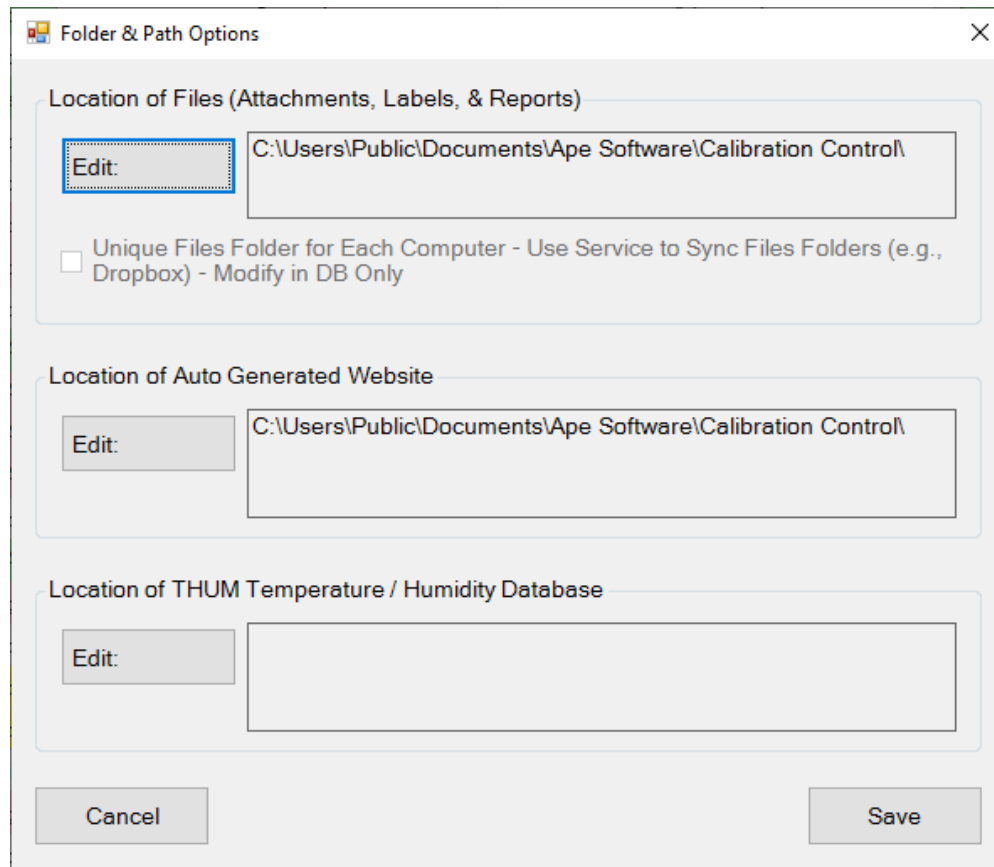 Folder & Path Options
Location of Files (Attachments, Labels, & Reports)
Edit:
C:\Users\Public\Documents\Ape Software\Calibration Control\
Unique Files Folder for Each Computer - Use Service to Sync Files Folders (e.g.,
Dropbox) - Modify in DB Only
Location of Auto Generated Website
Edit:
C:\Users\Public\Documents\Ape Software\Calibration Control\
Location of THUM Temperature / Humidity Database
Edit:
Cancel
Save